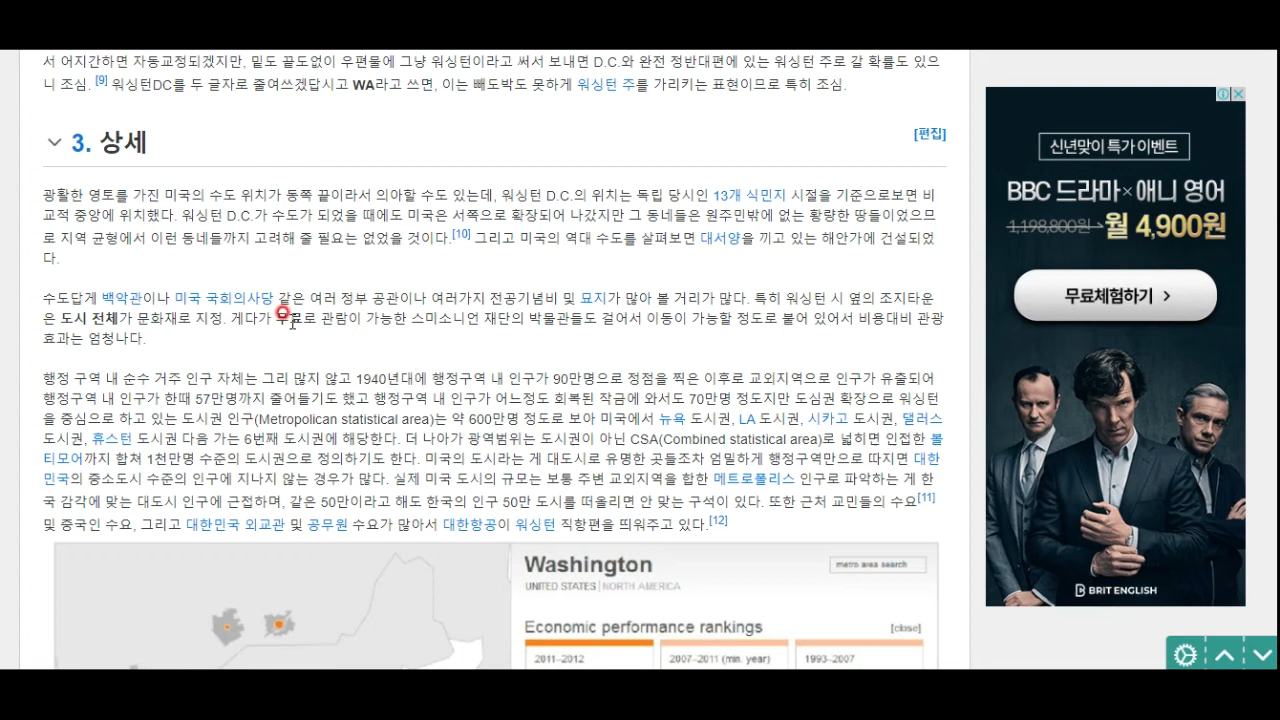 서 어지간하면 자동교정되겠지만, 밑도 끝도없이 우편물에 그냥 워싱턴이라고 써서 보내면 D.C.와 완전 정반대편에 있는 워싱턴 주로 갈 확률도 있으
니 조심. [9] 워싱턴DC를 두 글자로 줄여쓰겠답시고 WA라고 쓰면, 이는 빼도박도 못하게 워싱턴 주를 가리키는 표현이므로 특히 조심.
3. 상세
[편집]
광활한 영토를 가진 미국의 수도 위치가 동쪽 끝이라서 의아할 수도 있는데, 워싱턴 D.C.의 위치는 독립 당시인 13개 식민지 시절을 기준으로보면 비
교적 중앙에 위치했다. 워싱턴 D.C.가 수도가 되었을 때에도 미국은 서쪽으로 확장되어 나갔지만 그 동네들은 원주민밖에 없는 황량한 땅들이었으므
로 지역 균형에서 이런 동네들까지 고려해 줄 필요는 없었을 것이다.[10] 그리고 미국의 역대 수도를 살펴보면 대서양을 끼고 있는 해안가에 건설되었
다.
수도답게 백악관이나 미국 국회의사당 같은 여러 정부 공관이나 여러가지 전공기념비 및 묘지가 많아 볼 거리가 많다. 특히 워싱턴 시 옆의 조지타운
은 도시 전체가 문화재로 지정. 게다가 무료로 관람이 가능한 스미소니언 재단의 박물관들도 걸어서 이동이 가능할 정도로 붙어 있어서 비용대비 관광
효과는 엄청나다.
행정 구역 내 순수 거주 인구 자체는 그리 많지 않고 1940년대에 행정구역 내 인구가 90만명으로 정점을 찍은 이후로 교외지역으로 인구가 유출되어
행정구역 내 인구가 한때 57만명까지 줄어들기도 했고 행정구역 내 인구가 어느정도 회복된 작금에 와서도 70만명 정도지만 도심권 확장으로 워싱턴
을 중심으로 하고 있는 도시권 인구(Metropolican statistical area)는 약 600만명 정도로 보아 미국에서 뉴욕 도시권, LA 도시권, 시카고 도시권, 댈러스
도시권, 휴스턴 도시권 다음 가는 6번째 도시권에 해당한다. 더 나아가 광역범위는 도시권이 아닌 CSA(Combined statistical area)로 넓히면 인접한 볼
티모어까지 합쳐 1천만명 수준의 도시권으로 정의하기도 한다. 미국의 도시라는 게 대도시로 유명한 곳들조차 엄밀하게 행정구역만으로 따지면 대한
민국의 중소도시 수준의 인구에 지나지 않는 경우가 많다. 실제 미국 도시의 규모는 보통 주변 교외지역을 합한 메트로폴리스 인구로 파악하는 게 한
국 감각에 맞는 대도시 인구에 근접하며, 같은 50만이라고 해도 한국의 인구 50만 도시를 떠올리면 안 맞는 구석이 있다. 또한 근처 교민들의 수요[11]
및 중국인 수요, 그리고 대한민국 외교관 및 공무원 수요가 많아서 대한항공이 워싱턴 직항편을 띄워주고 있다.[12]
Washington
metro area search
UNITED STATES | NORTH AMERICA
Economic performance rankings
[close]
2011-2012
2007-2011 (min. year)
1993-2007
신년맞이 특가 이벤트
BBC 드라마×애니 영어
1,198,800원→월 4,900원
무료체험하기 >
BRIT ENGLISH